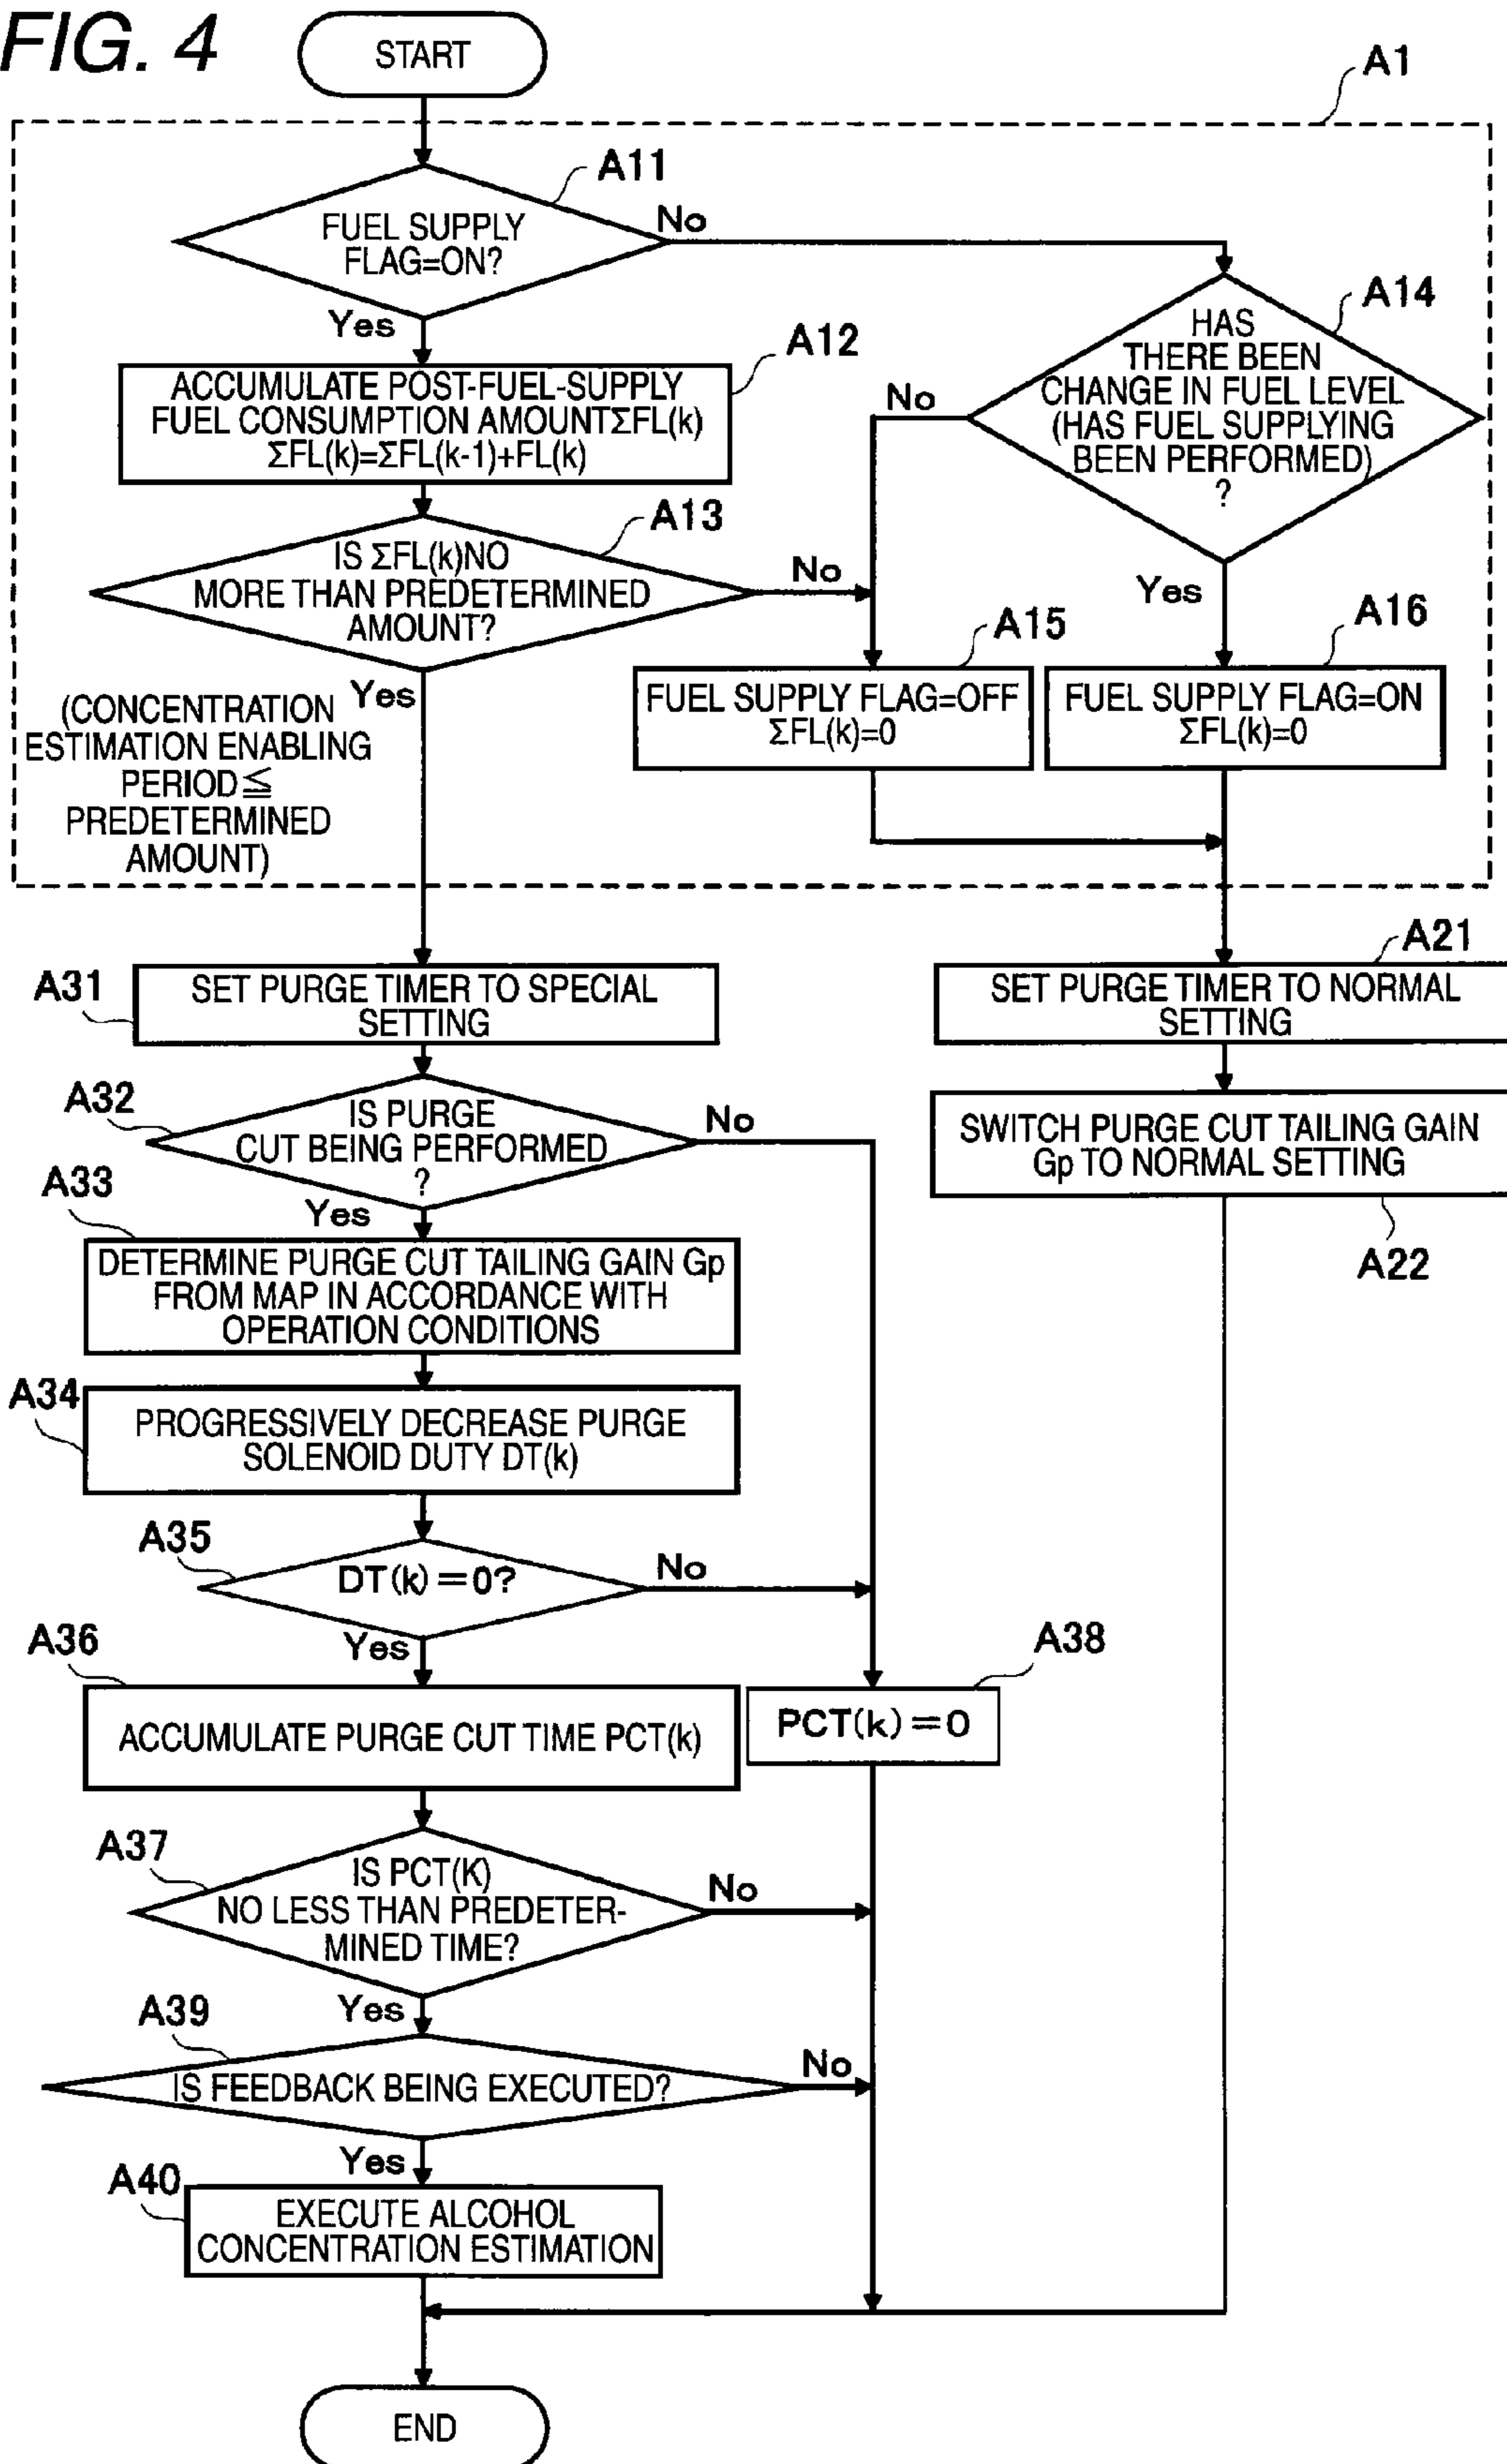 FIG. 4
START
A1
A11
FUEL SUPPLY
FLAG=ON?
No
Yes
A14
HAS
THERE BEEN
CHANGE IN FUEL LEVEL
(HAS FUEL SUPPLYING
BEEN PERFORMED)
?
No
Yes
A12
ACCUMULATE POST-FUEL-SUPPLY
FUEL CONSUMPTION AMOUNTΣFL(k)
ΣFL(k)=ΣFL(k-1)+FL(k)
A13
IS ΣFL(k)NO
MORE THAN PREDETERMINED
AMOUNT?
No
Yes
(CONCENTRATION
ESTIMATION ENABLING
PERIOD≦
PREDETERMINED
AMOUNT)
A15
FUEL SUPPLY FLAG=OFF
ΣFL(k)=0
A16
FUEL SUPPLY FLAG=ON
ΣFL(k)=0
A31
SET PURGE TIMER TO SPECIAL
SETTING
A21
SET PURGE TIMER TO NORMAL
SETTING
A32
IS PURGE
CUT BEING PERFORMED
?
No
Yes
SWITCH PURGE CUT TAILING GAIN
Gp TO NORMAL SETTING
A22
A33
DETERMINE PURGE CUT TAILING GAIN Gp
FROM MAP IN ACCORDANCE WITH
OPERATION CONDITIONS
A34
PROGRESSIVELY DECREASE PURGE
SOLENOID DUTY DT(k)
A35
DT(k)=0?
No
Yes
A36
ACCUMULATE PURGE CUT TIME PCT(k)
A38
PCT(k)=0
A37
IS PCT(K)
NO LESS THAN PREDETER-
MINED TIME?
No
Yes
A39
IS FEEDBACK BEING EXECUTED?
No
Yes
A40
EXECUTE ALCOHOL
CONCENTRATION ESTIMATION
END